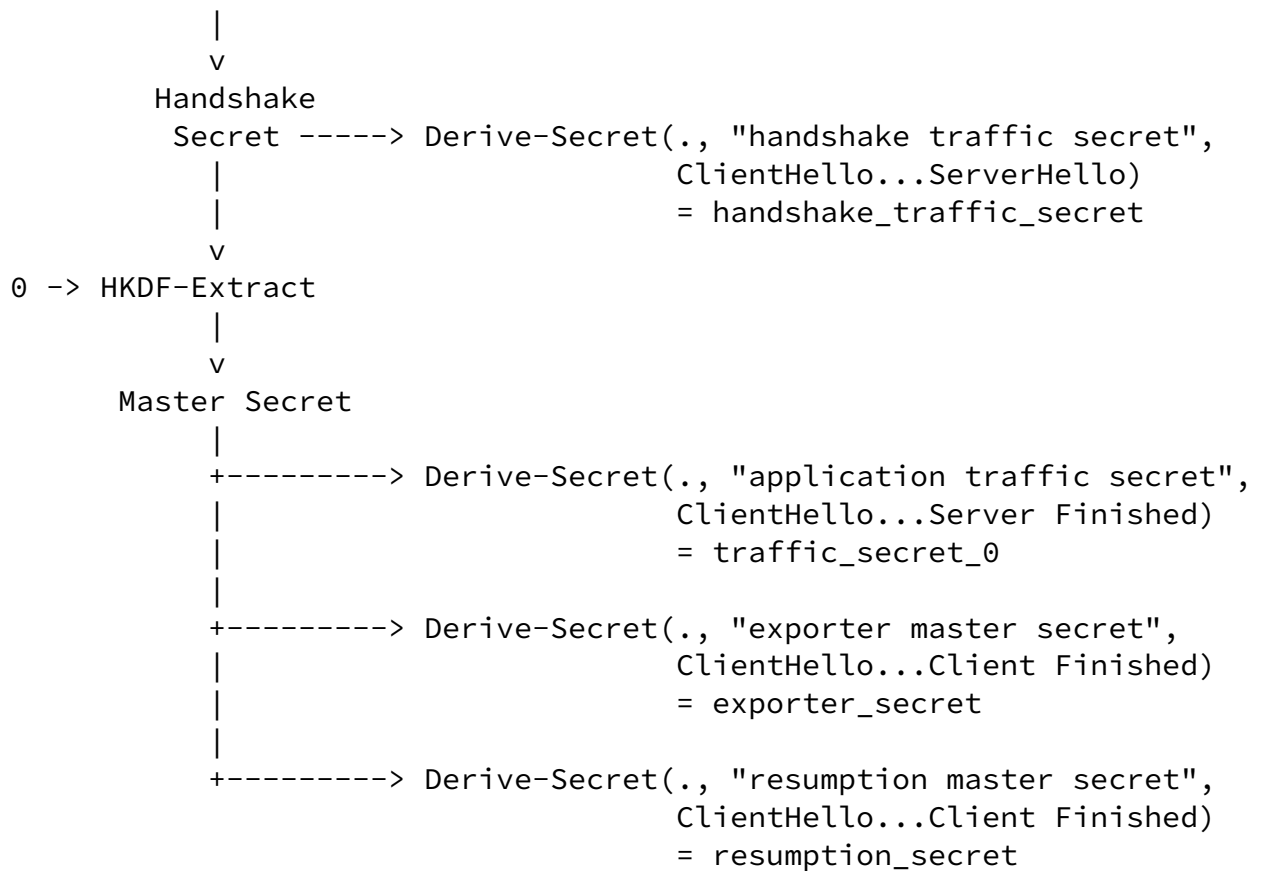 |
v
Handshake
Secret -----> Derive-Secret(., "handshake traffic secret",
| ClientHello...ServerHello)
| = handshake_traffic_secret
v
0 -> HKDF-Extract
|
v
Master Secret
|
+---------> Derive-Secret(., "application traffic secret",
| ClientHello...Server Finished)
| = traffic_secret_0
|
+---------> Derive-Secret(., "exporter master secret",
| ClientHello...Client Finished)
| = exporter_secret
|
+---------> Derive-Secret(., "resumption master secret",
ClientHello...Client Finished)
= resumption_secret